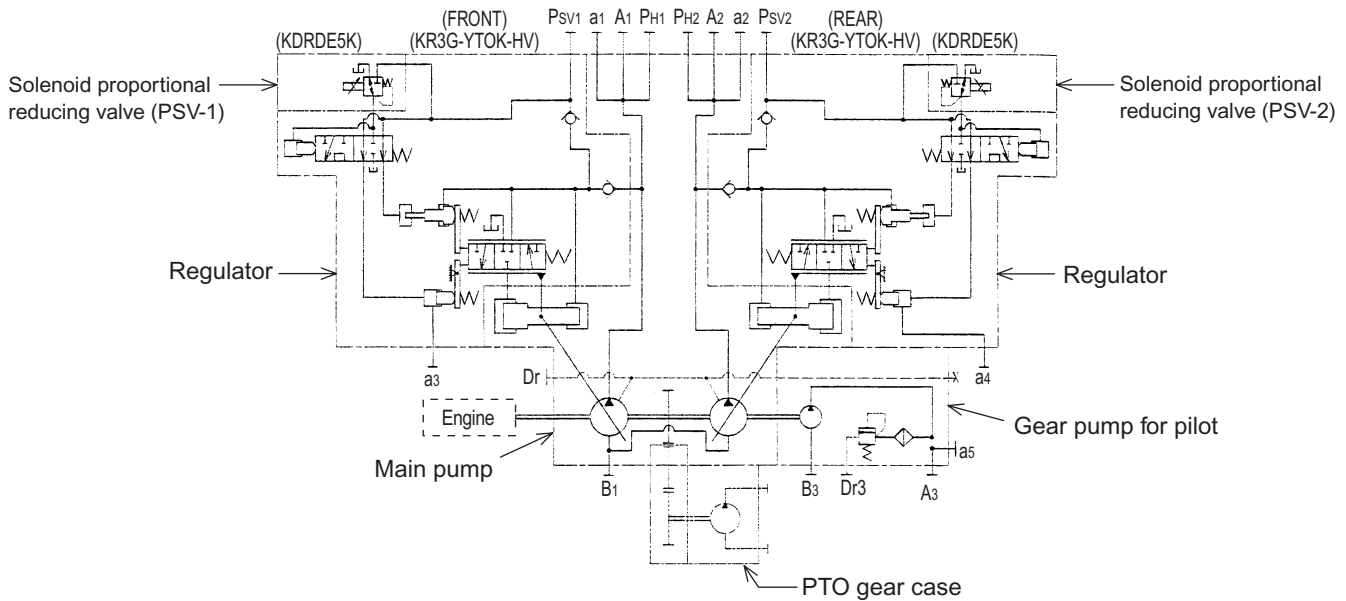 (FRONT)
(KR3G-YTOK-HV)
(KDRDE5K)
PSV1 a1 A1 PH1 PH2 A2 a2 PSV2
(REAR)
(KR3G-YTOK-HV)
(KDRDE5K)
Solenoid proportional
reducing valve (PSV-1)
Solenoid proportional
reducing valve (PSV-2)
Regulator
Regulator
a3
Dr
a4
Engine
Main pump
Gear pump for pilot
a5
B1
B3
Dr3
A3
PTO gear case